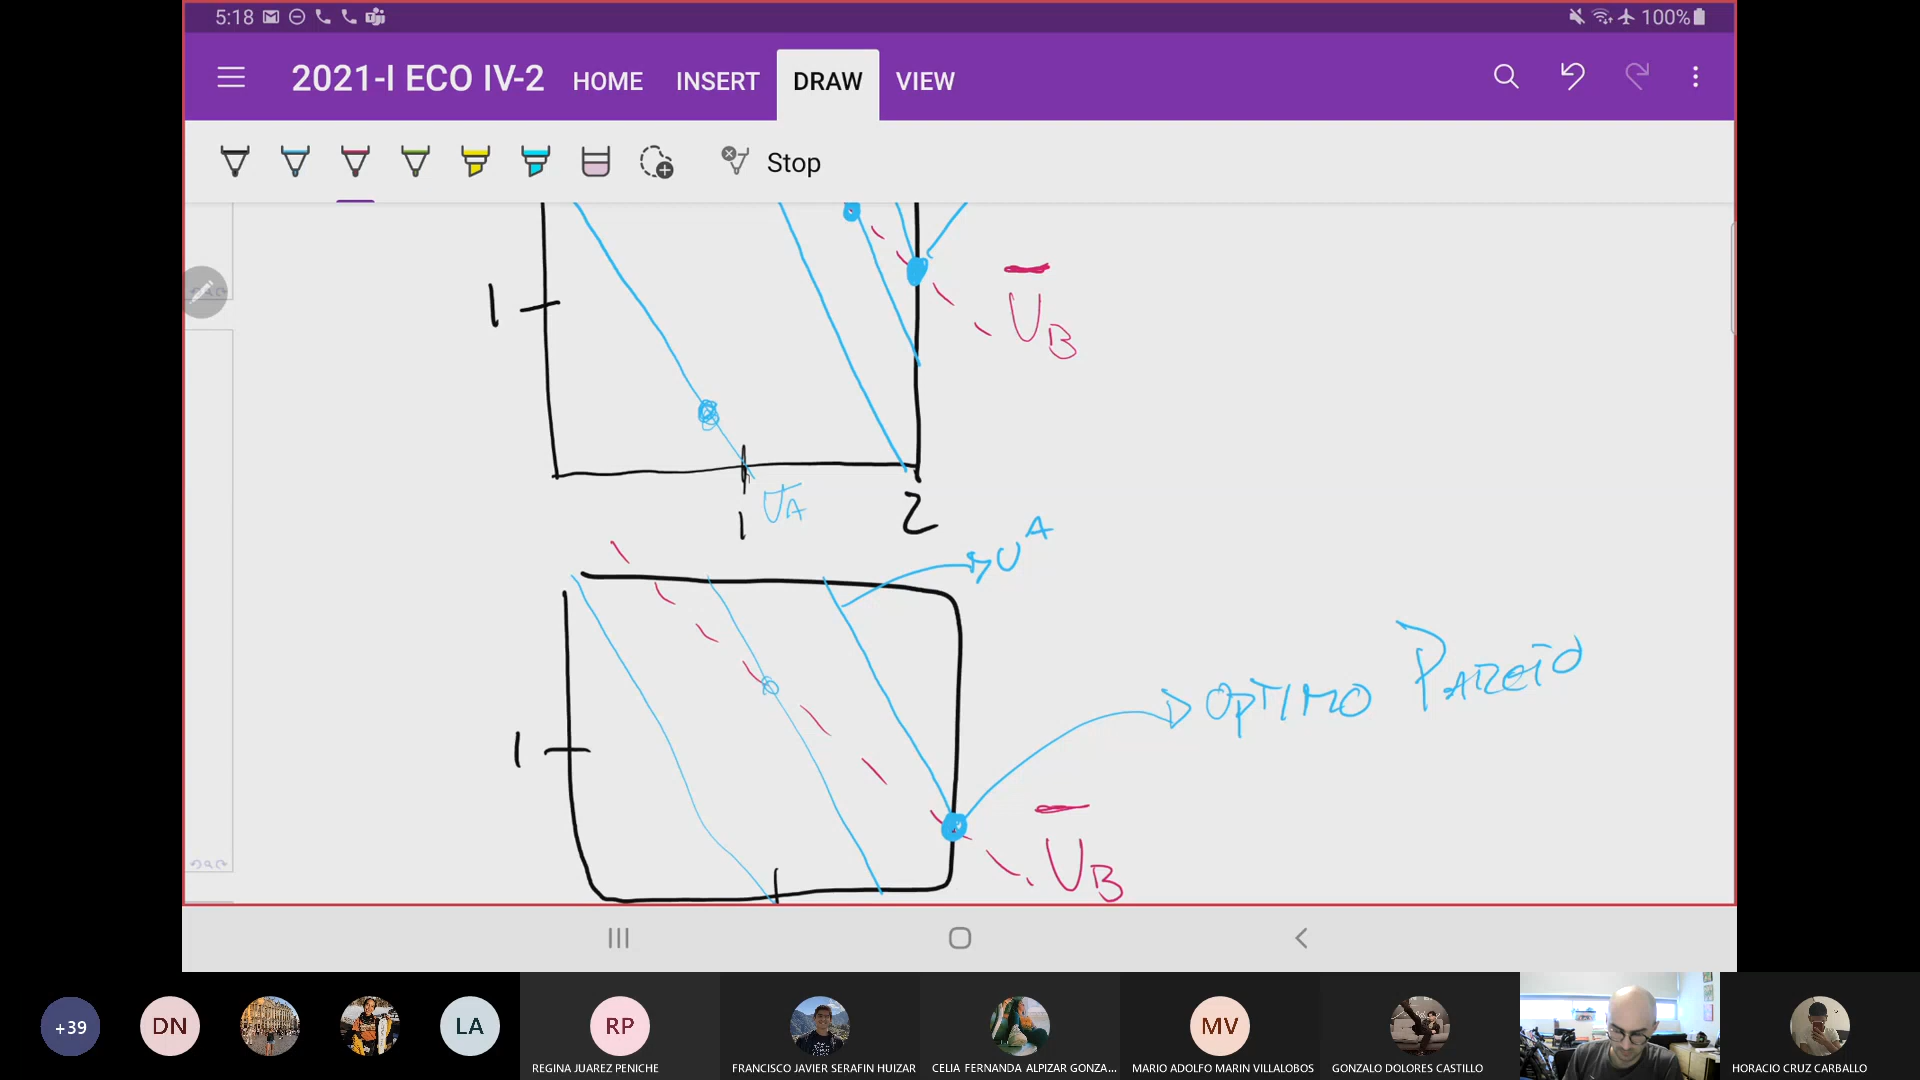 5:18 100%
2021-I ECO IV-2 HOME INSERT DRAW VIEW
Stop
1
U_B
U_A
1 2
U^A
OPTIMO PARETO
1
U_B
+39 DN LA RP MV
REGINA JUAREZ PENICHE FRANCISCO JAVIER SERAFIN HUIZAR CELIA FERNANDA ALPIZAR GONZA... MARIO ADOLFO MARIN VILLALOBOS GONZALO DOLORES CASTILLO HORACIO CRUZ CARBALLO